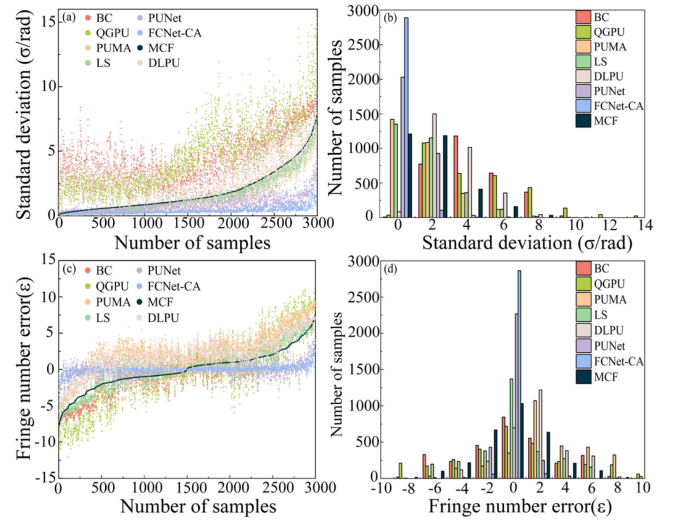 (a)
BC
PUNet
QGPU
FCNet-CA
PUMA
MCF
LS
DLPU
15
10
5
0
Standard deviation (σ/rad)
0 500 1000 1500 2000 2500 3000
Number of samples
(b)
BC
QGPU
PUMA
LS
DLPU
PUNet
FCNet-CA
MCF
3000
2500
2000
1500
1000
500
0
Number of samples
0 2 4 6 8 10 12 14
Standard deviation (σ/rad)
(c)
BC
PUNet
QGPU
FCNet-CA
PUMA
MCF
LS
DLPU
15
10
5
0
-5
-10
-15
Fringe number error(ε)
0 500 1000 1500 2000 2500 3000
Number of samples
(d)
BC
QGPU
PUMA
LS
DLPU
PUNet
FCNet-CA
MCF
3000
2500
2000
1500
1000
500
0
Number of samples
-10 -8 -6 -4 -2 0 2 4 6 8 10
Fringe number error(ε)